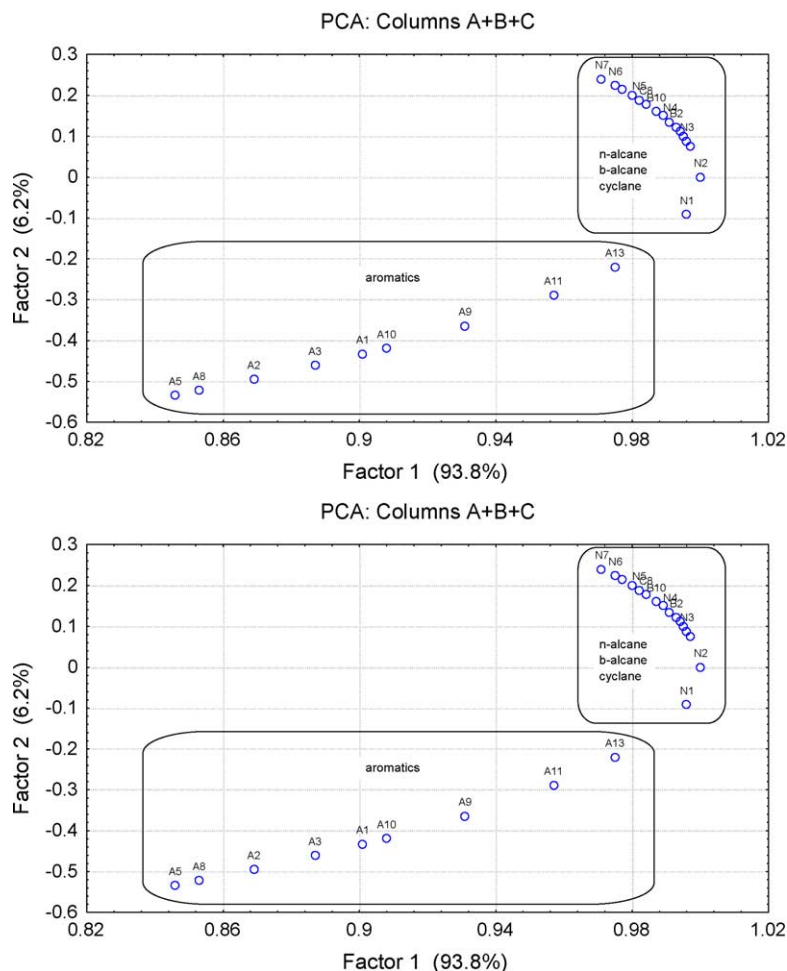 PCA: Columns A+B+C
0.3
N7
N6
0.2
N5
C8
B10
N4
B2
0.1
N3
n-alcane
b-alcane
cyclane
0
N2
-0.1
N1
-0.2
A13
aromatics
-0.3
A11
A9
-0.4
A10
A1
A3
-0.5
A2
A8
A5
-0.6
Factor 2 (6.2%)
0.82 0.86 0.9 0.94 0.98 1.02
Factor 1 (93.8%)
PCA: Columns A+B+C
0.3
N7
N6
0.2
N5
C8
B10
N4
B2
0.1
N3
n-alcane
b-alcane
cyclane
0
N2
-0.1
N1
-0.2
A13
aromatics
-0.3
A11
A9
-0.4
A10
A1
A3
-0.5
A2
A8
A5
-0.6
Factor 2 (6.2%)
0.82 0.86 0.9 0.94 0.98 1.02
Factor 1 (93.8%)